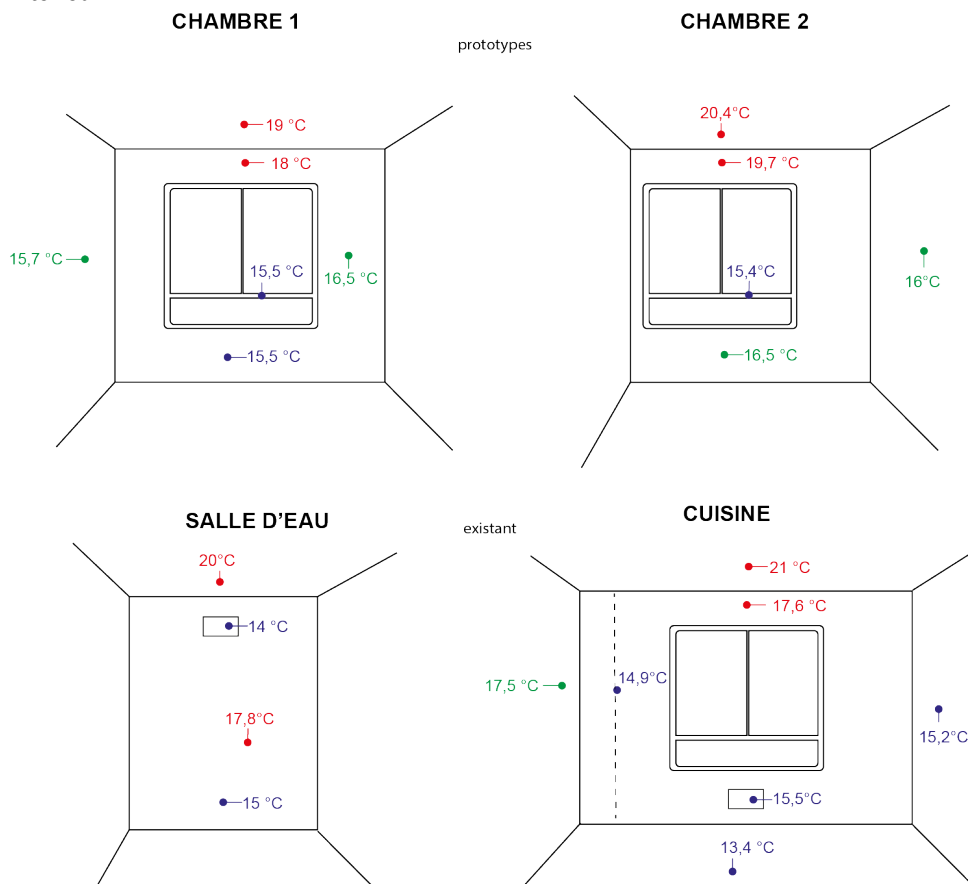 CHAMBRE 1
CHAMBRE 2
prototypes
19 °C
18 °C
15,7 °C
15,5 °C
16,5 °C
15,5 °C
20,4°C
19,7 °C
15,4°C
16°C
16,5 °C
SALLE D'EAU
existant
CUISINE
20°C
14 °C
17,8°C
15 °C
21 °C
17,6 °C
17,5 °C
14,9°C
15,2°C
15,5°C
13,4 °C